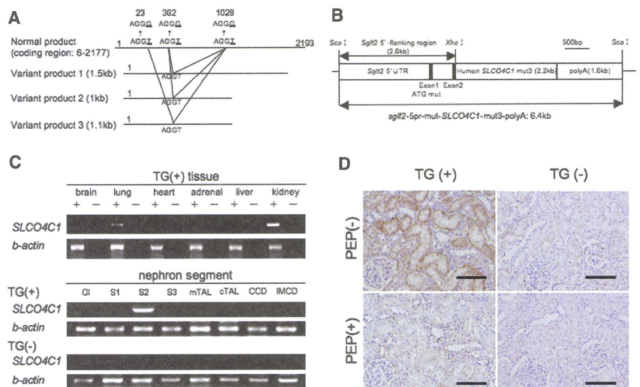 A
23 362 1028
AGGG AGGG AGGG
AGGT AGGT AGGT
Normal product
(coding region: 6-2177)
1 2193
Variant product 1 (1.5kb) 1 AGGT
Variant product 2 (1kb) 1
Variant product 3 (1.1kb) 1 AGGT
B
Sca I Sglt2 5'-flanking region (2.0kb) Xho I 500bp Sca I
Sglt2 5'UTR Human SLCO4C1 mut3 (2.2kb) polyA (1.6kb)
Exon1 Exon2
ATG mut
sglt2-5pr-mut-SLCO4C1-mut3-polyA: 6.4kb
C
TG(+) tissue
brain lung heart adrenal liver kidney
+ − + − + − + − + − + −
SLCO4C1
b-actin
nephron segment
TG(+) Gl S1 S2 S3 mTAL cTAL CCD IMCD
SLCO4C1
b-actin
TG(-)
SLCO4C1
b-actin
D
TG (+) TG (-)
PEP(-)
PEP(+)